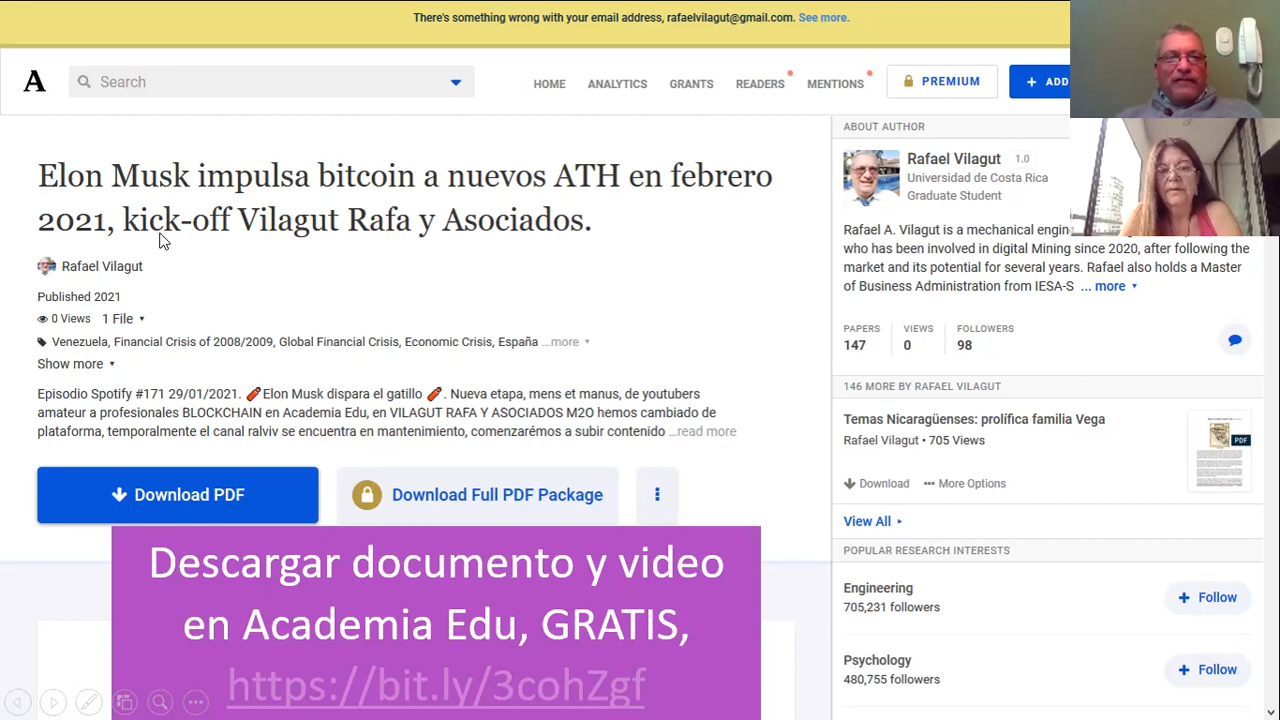 There's something wrong with your email address, rafaelvilagut@gmail.com. See more.
A
Search
HOME ANALYTICS GRANTS READERS MENTIONS PREMIUM + ADD
Elon Musk impulsa bitcoin a nuevos ATH en febrero
2021, kick-off Vilagut Rafa y Asociados.
Rafael Vilagut
Published 2021
0 Views 1 File
Venezuela, Financial Crisis of 2008/2009, Global Financial Crisis, Economic Crisis, España ...more
Show more
Episodio Spotify #171 29/01/2021. 🧨Elon Musk dispara el gatillo 🧨. Nueva etapa, mens et manus, de youtubers
amateur a profesionales BLOCKCHAIN en Academia Edu, en VILAGUT RAFA Y ASOCIADOS M2O hemos cambiado de
plataforma, temporalmente el canal ralviv se encuentra en mantenimiento, comenzarémos a subir contenido ...read more
Download PDF
Download Full PDF Package
Descargar documento y video
en Academia Edu, GRATIS,
https://bit.ly/3cohZgf
ABOUT AUTHOR
Rafael Vilagut 1.0
Universidad de Costa Rica
Graduate Student
Rafael A. Vilagut is a mechanical engin
who has been involved in digital Mining since 2020, after following the
market and its potential for several years. Rafael also holds a Master
of Business Administration from IESA-S ... more
PAPERS VIEWS FOLLOWERS
147 0 98
146 MORE BY RAFAEL VILAGUT
Temas Nicaragüenses: prolífica familia Vega
Rafael Vilagut • 705 Views
PDF
Download More Options
View All
POPULAR RESEARCH INTERESTS
Engineering
705,231 followers
+ Follow
Psychology
480,755 followers
+ Follow